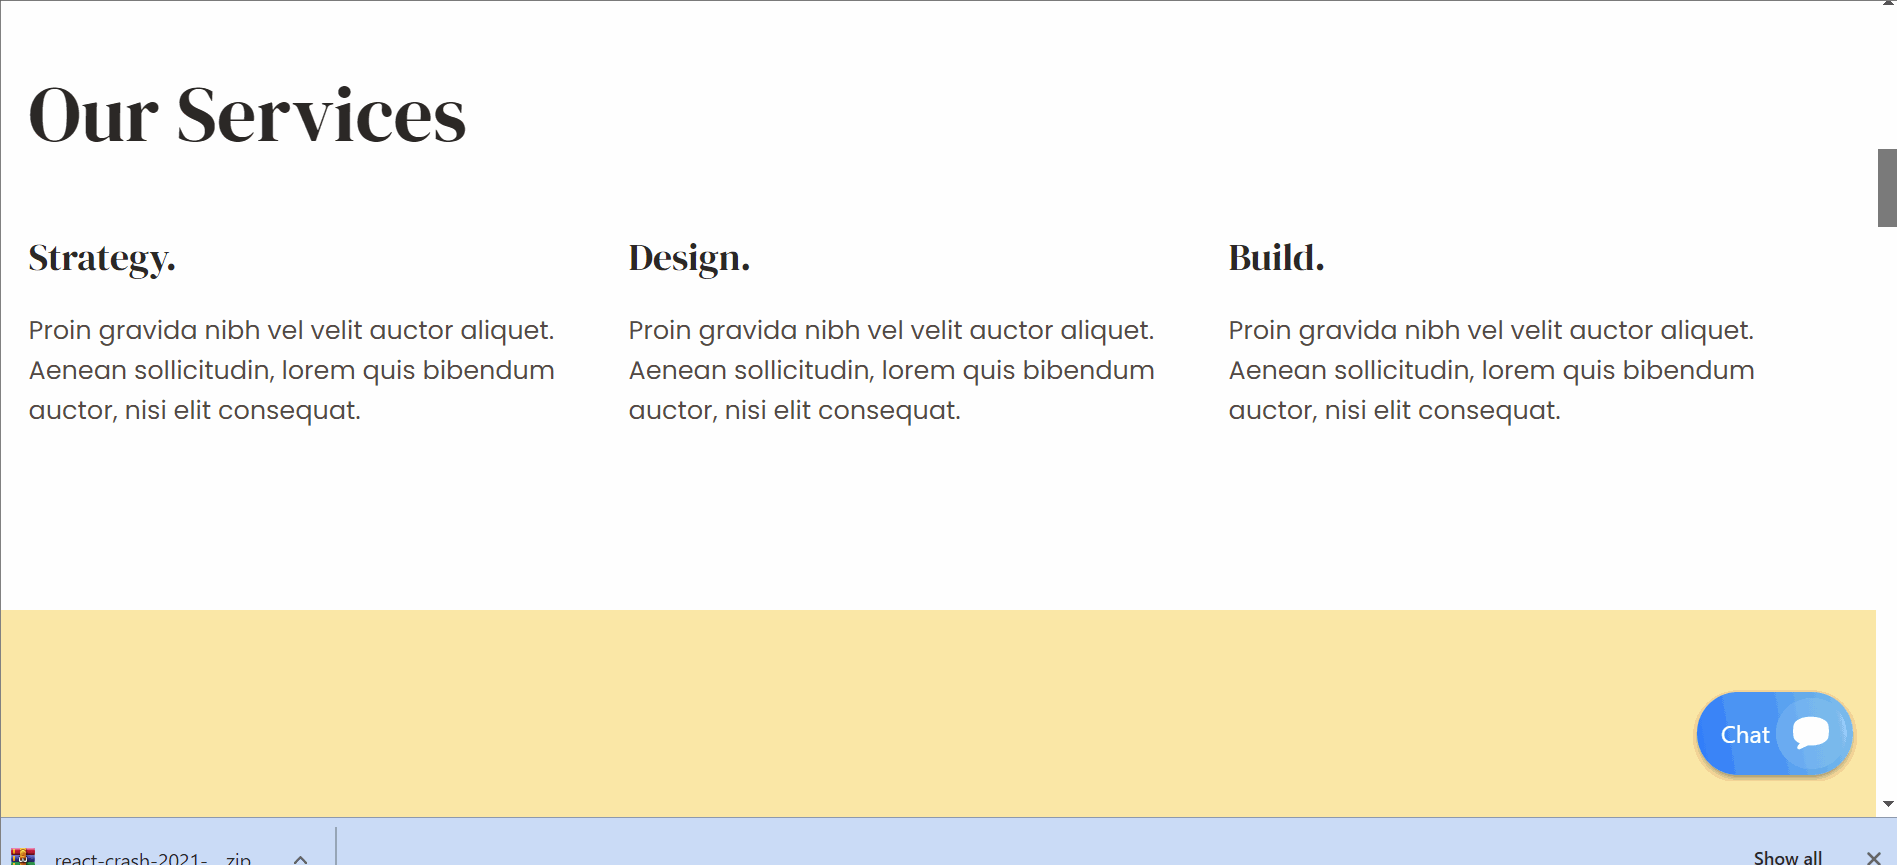 Our Services
Strategy.
Proin gravida nibh vel velit auctor aliquet.
Aenean sollicitudin, lorem quis bibendum
auctor, nisi elit consequat.
Design.
Proin gravida nibh vel velit auctor aliquet.
Aenean sollicitudin, lorem quis bibendum
auctor, nisi elit consequat.
Build.
Proin gravida nibh vel velit auctor aliquet.
Aenean sollicitudin, lorem quis bibendum
auctor, nisi elit consequat.
Chat
react-crash-2021-....zip
Show all